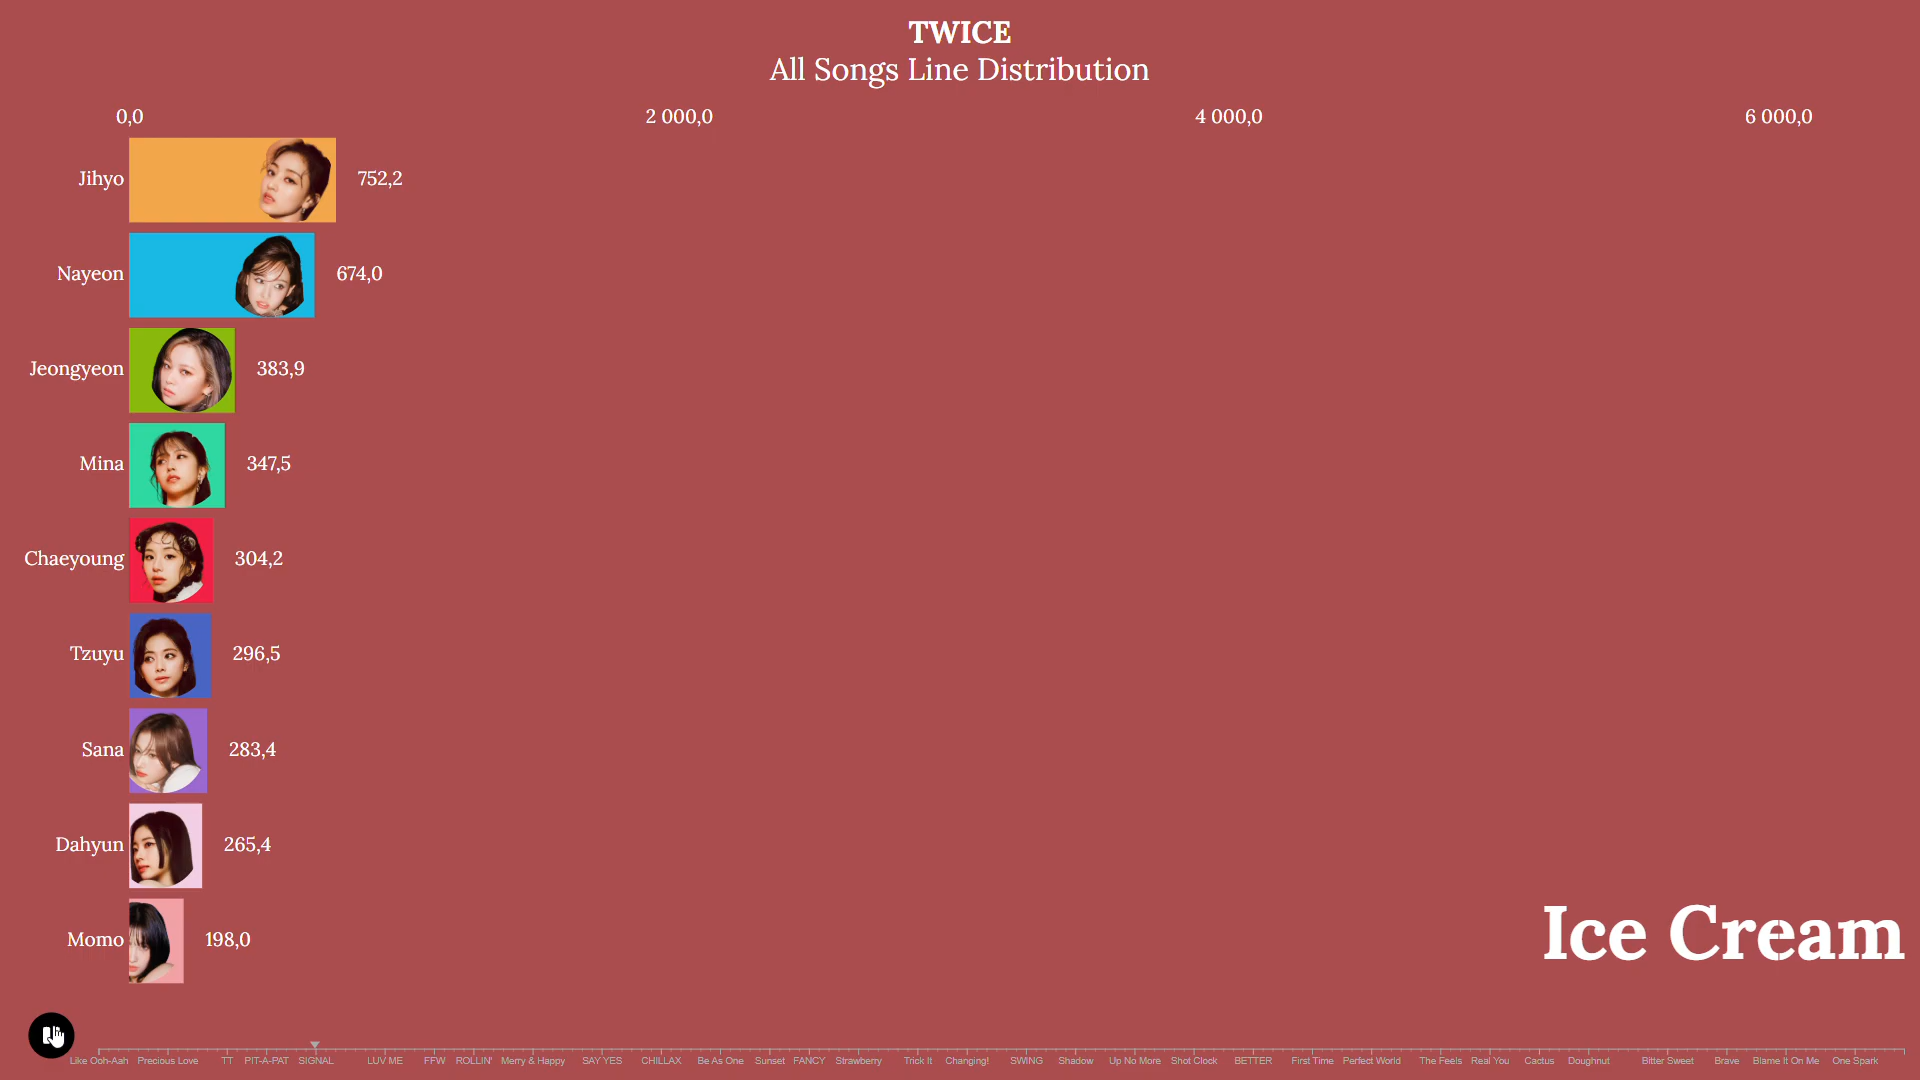 TWICE
All Songs Line Distribution
0,0 2 000,0 4 000,0 6 000,0
Jihyo 752,2
Nayeon 674,0
Jeongyeon 383,9
Mina 347,5
Chaeyoung 304,2
Tzuyu 296,5
Sana 283,4
Dahyun 265,4
Momo 198,0
Ice Cream
Like Ooh-Aah Precious Love TT PIT-A-PAT SIGNAL LUV ME FFW ROLLIN' Merry & Happy SAY YES CHILLAX Be As One Sunset FANCY Strawberry Trick It Changing! SWING Shadow Up No More Shot Clock BETTER First Time Perfect World The Feels Real You Cactus Doughnut Bitter Sweet Brave Blame It On Me One Spark